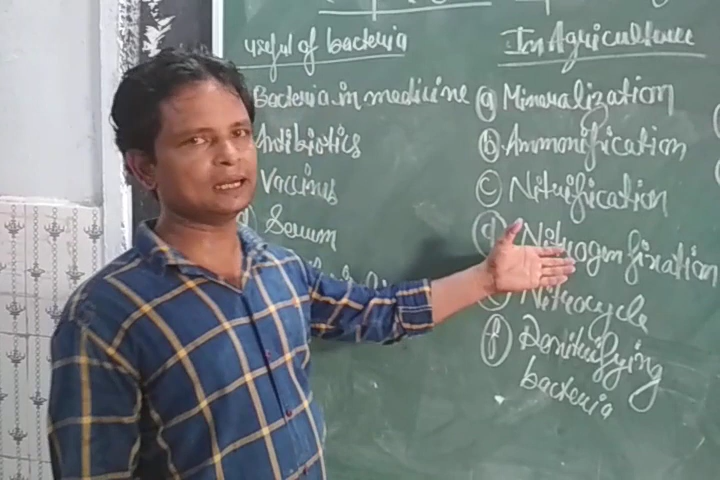 useful of bacteria
Bacteria in medicine
Antibiotics
Vaccines
Serum
In Agriculture
(a) Mineralization
(b) Ammonification
(c) Nitrification
(d) Nitrogen fixation
Nitrocycle
(f) Denitrifying
bacteria